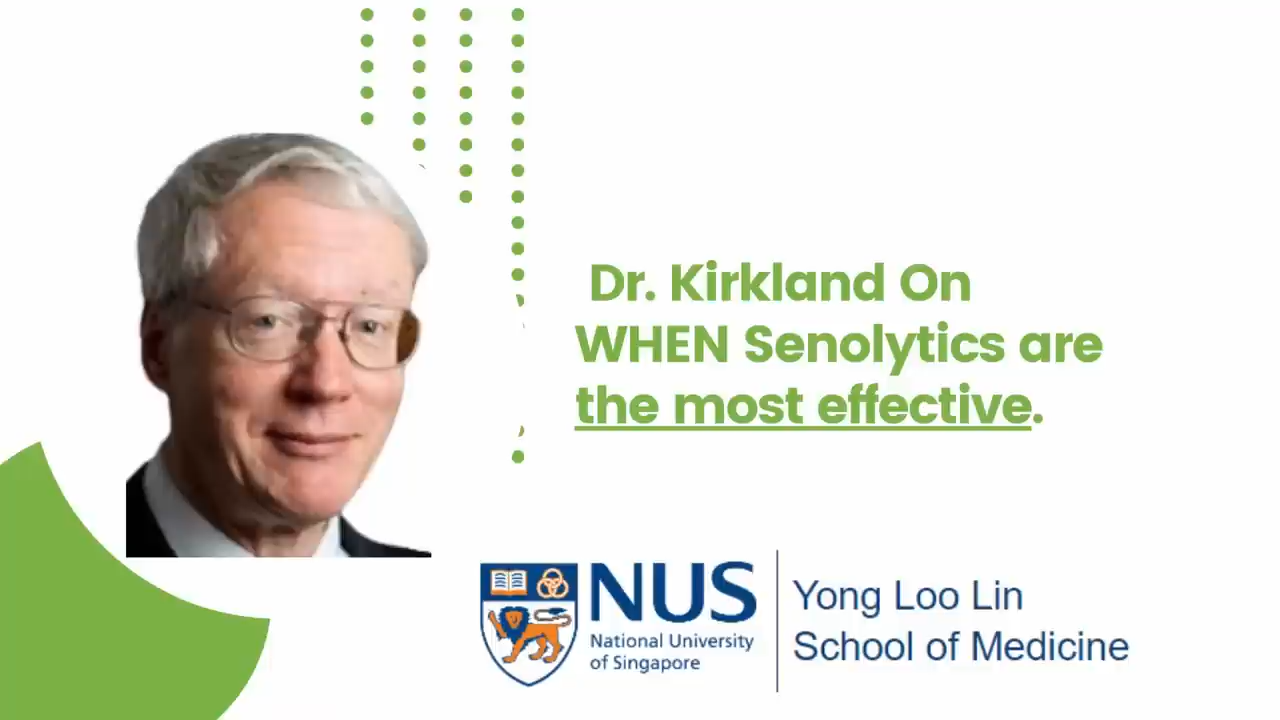 Dr. Kirkland On
WHEN Senolytics are
the most effective.
NUS
National University
of Singapore
Yong Loo Lin
School of Medicine